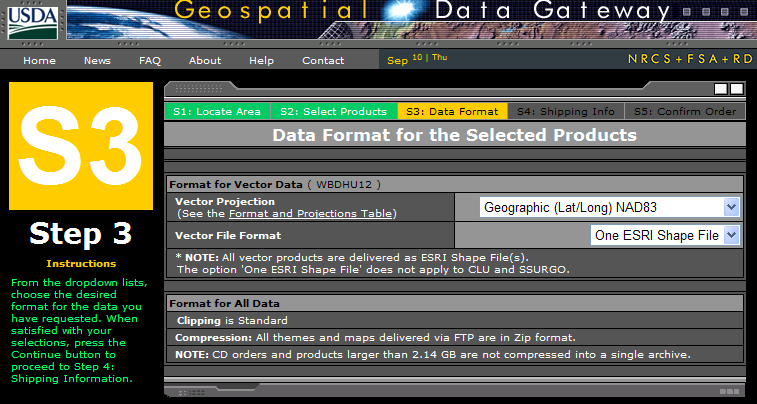 USDA
Geospatial Data Gateway
Home News FAQ About Help Contact Sep 10 | Thu NRCS+FSA+RD
S3
Step 3
Instructions
From the dropdown lists,
choose the desired
format for the data you
have requested. When
satisfied with your
selections, press the
Continue button to
proceed to Step 4:
Shipping Information.
S1: Locate Area S2: Select Products S3: Data Format S4: Shipping Info S5: Confirm Order
Data Format for the Selected Products
Format for Vector Data ( WBDHU12 )
Vector Projection
(See the Format and Projections Table)
Geographic (Lat/Long) NAD83
Vector File Format
One ESRI Shape File
* NOTE: All vector products are delivered as ESRI Shape File(s).
The option 'One ESRI Shape File' does not apply to CLU and SSURGO.
Format for All Data
Clipping is Standard
Compression: All themes and maps delivered via FTP are in Zip format.
NOTE: CD orders and products larger than 2.14 GB are not compressed into a single archive.